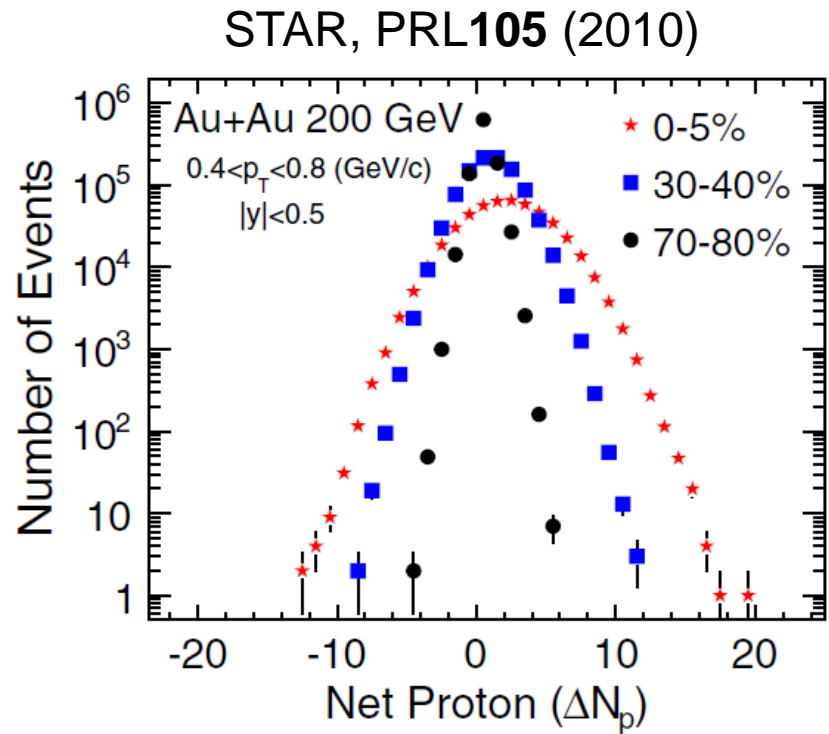 STAR, PRL105 (2010)
Au+Au 200 GeV
0.4<p_T<0.8 (GeV/c)
|y|<0.5
0-5%
30-40%
70-80%
Number of Events
10^6
10^5
10^4
10^3
10^2
10
1
-20 -10 0 10 20
Net Proton (ΔN_p)